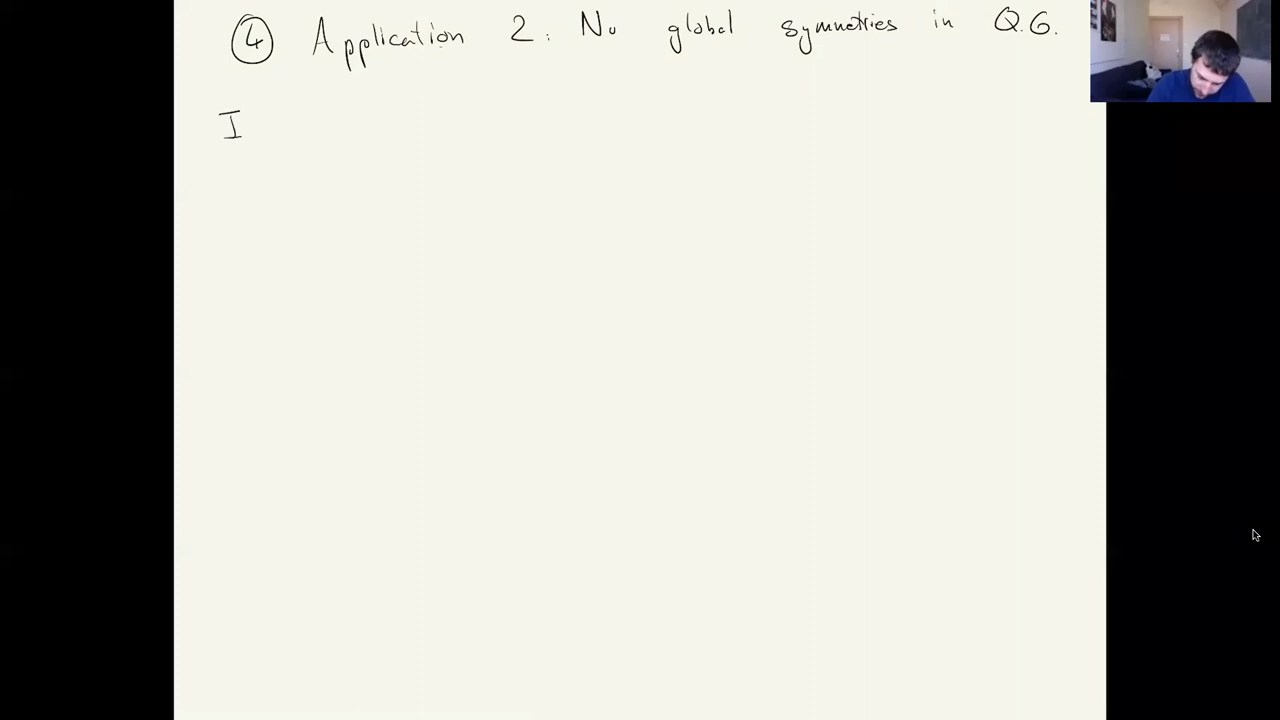 ④ Application 2: No global symmetries in Q.G.
I